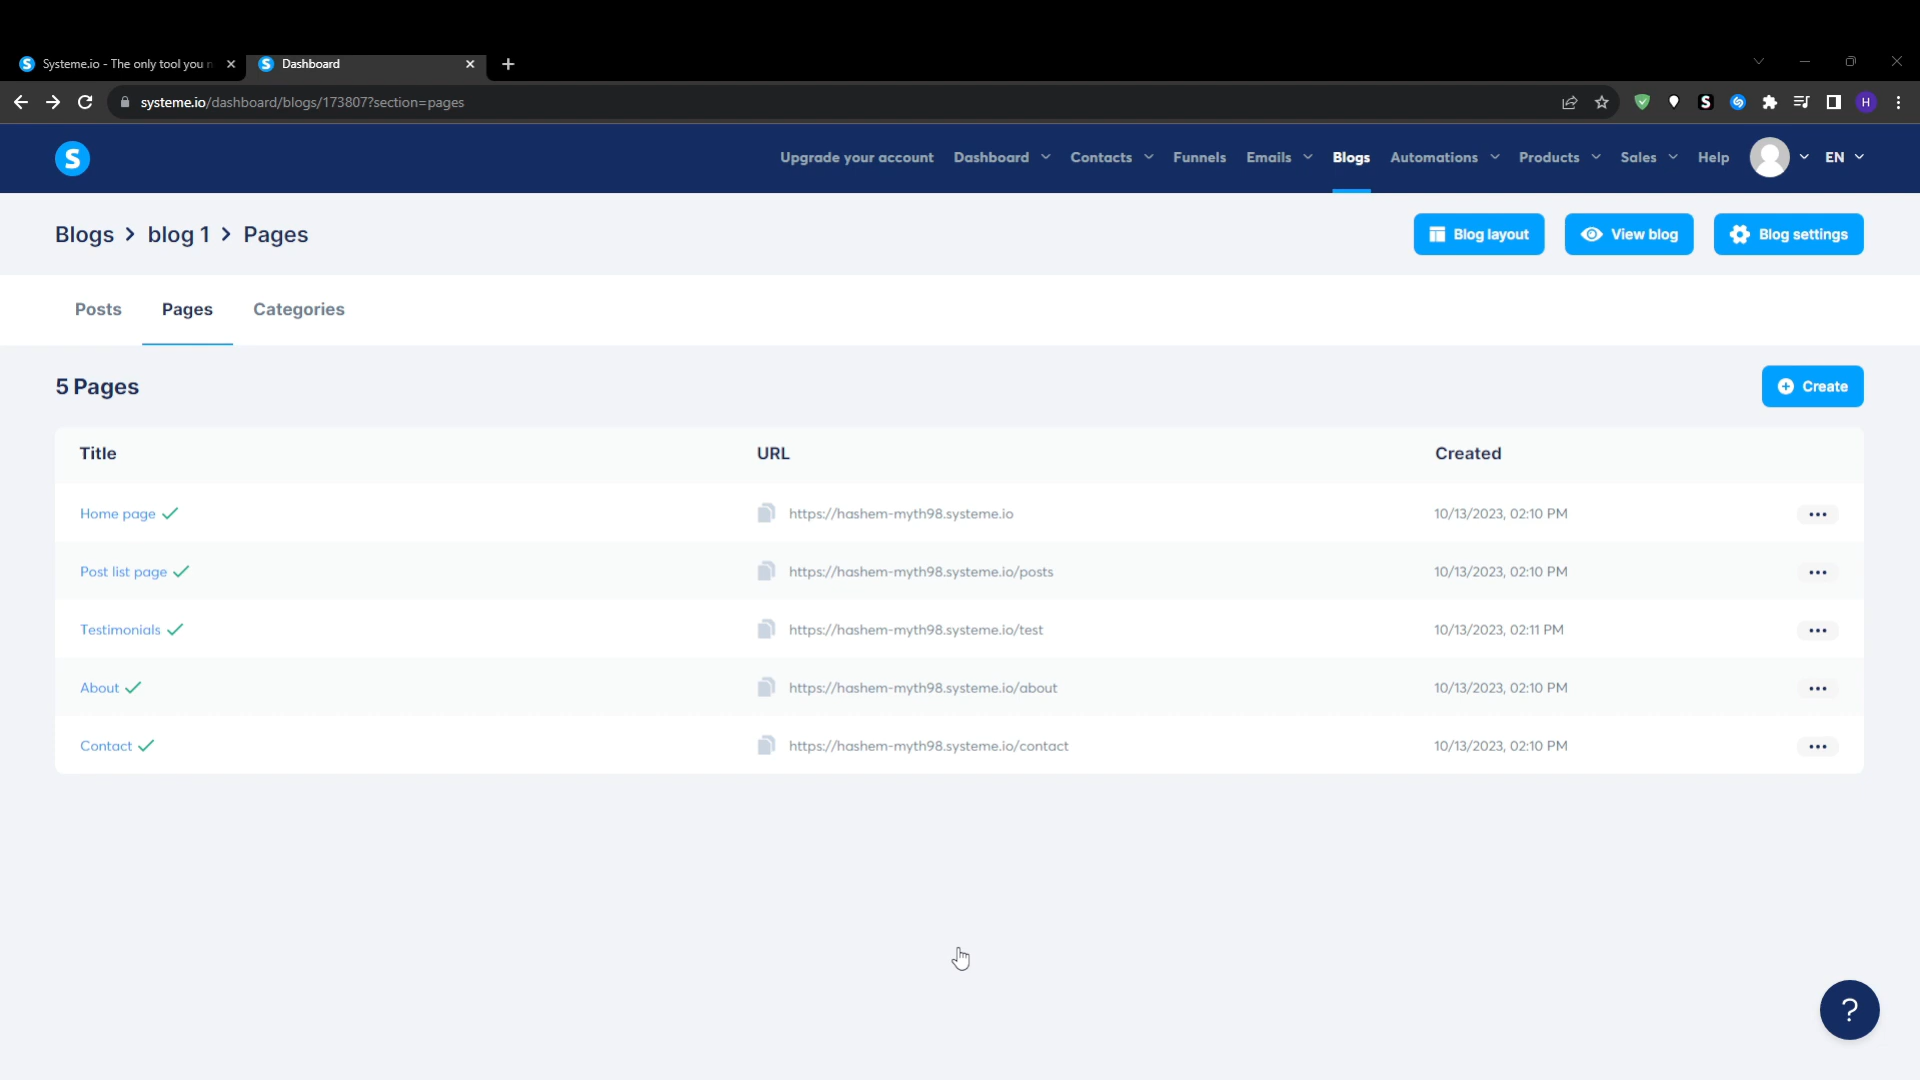 Systeme.io - The only tool you n
Dashboard
systeme.io/dashboard/blogs/173807?section=pages
S
H
S
Upgrade your account Dashboard Contacts Funnels Emails Blogs Automations Products Sales Help EN
Blogs > blog 1 > Pages
Blog layout View blog Blog settings
Posts Pages Categories
5 Pages
Create
Title URL Created
Home page https://hashem-myth98.systeme.io 10/13/2023, 02:10 PM
Post list page https://hashem-myth98.systeme.io/posts 10/13/2023, 02:10 PM
Testimonials https://hashem-myth98.systeme.io/test 10/13/2023, 02:11 PM
About https://hashem-myth98.systeme.io/about 10/13/2023, 02:10 PM
Contact https://hashem-myth98.systeme.io/contact 10/13/2023, 02:10 PM
?